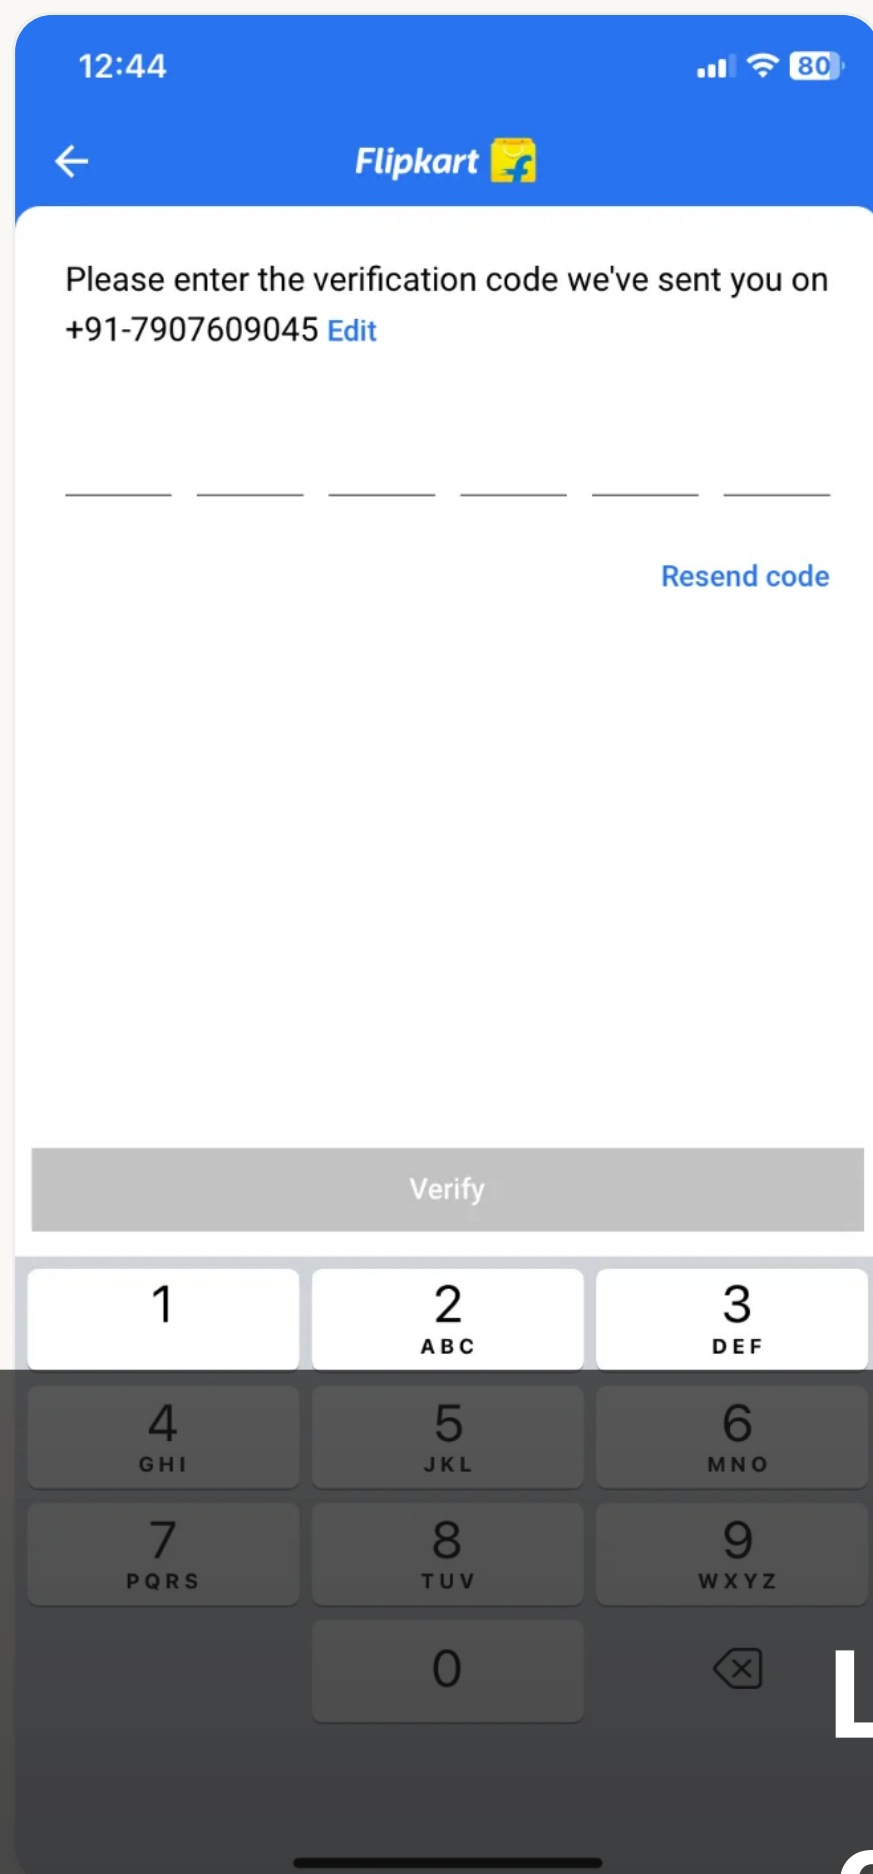 12:44
80
Flipkart
Please enter the verification code we've sent you on
+91-7907609045 Edit
Resend code
Verify
1
2
ABC
3
DEF
4
GHI
5
JKL
6
MNO
7
PQRS
8
TUV
9
WXYZ
0
L